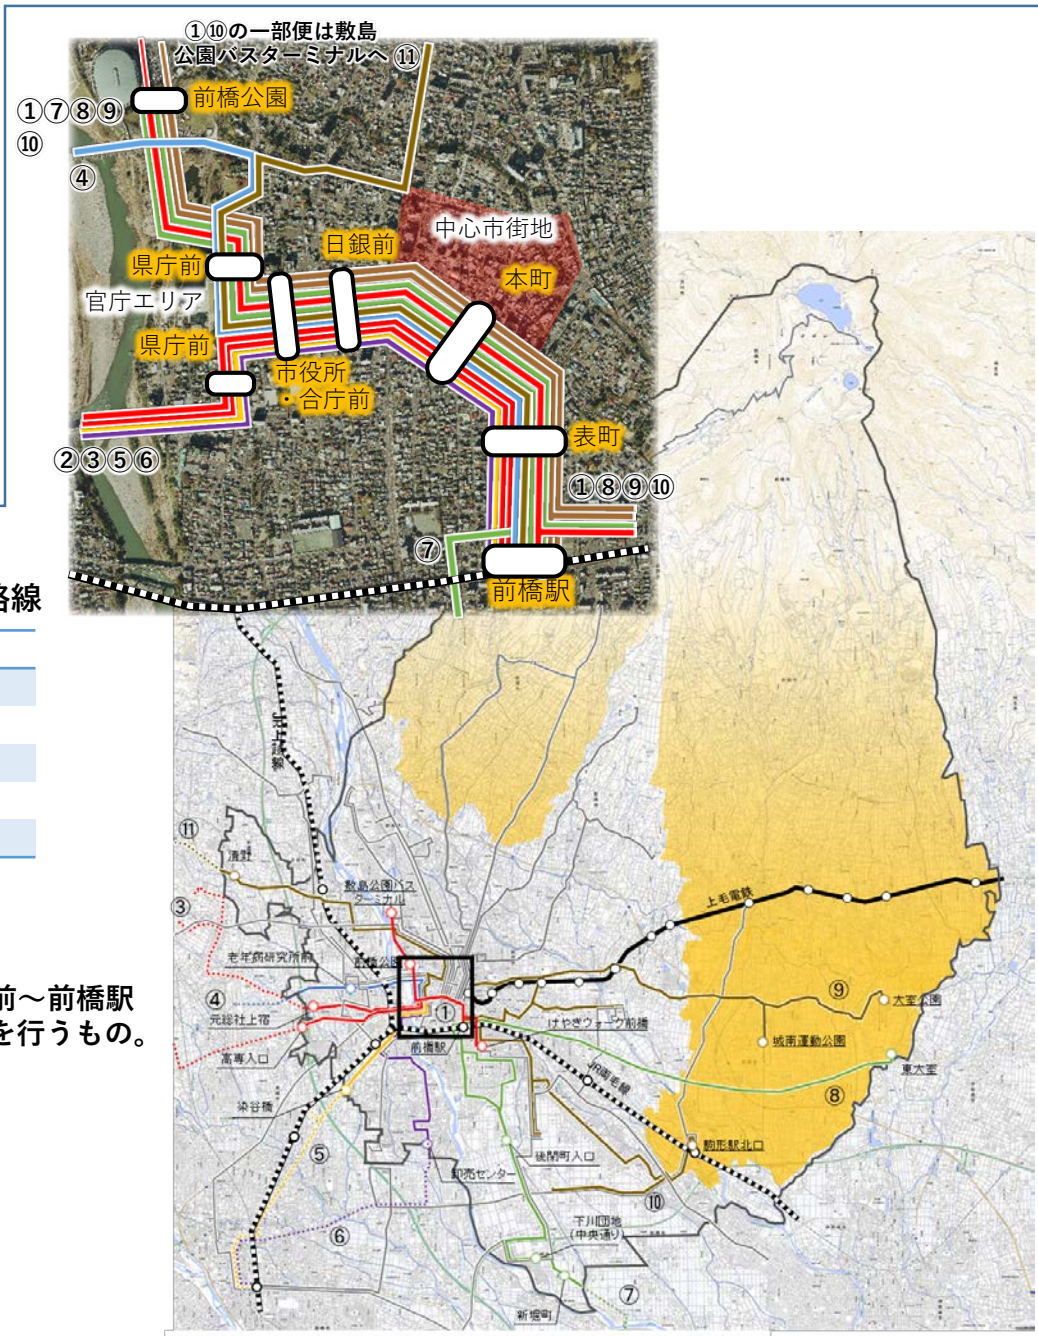 ①⑩の一部便は敷島
公園バスターミナルへ ⑪
前橋公園
①⑦⑧⑨
⑩
④
中心市街地
日銀前
県庁前
本町
官庁エリア
県庁前
市役所
・合庁前
表町
②③⑤⑥
①⑧⑨⑩
⑦
前橋駅
路線
JR上越線
⑪
清野
敷島公園バス
ターミナル
上毛電鉄
③
老年病研究所前
前橋公園
⑨
大室公園
前～前橋駅
を行うもの。
④
元総社上宿
①
けやきウォーク前橋
城南運動公園
高専入口
前橋駅
JR両毛線
東大室
⑧
染谷橋
駒形駅北口
⑤
後閑町入口
卸売センター
⑩
⑥
下川団地
(中央通り)
⑦
新堀町